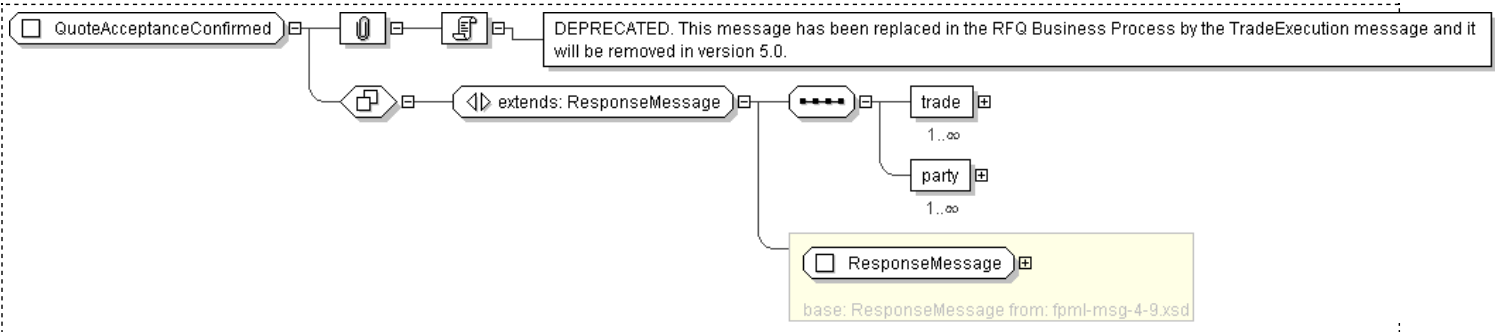 QuoteAcceptanceConfirmed
DEPRECATED. This message has been replaced in the RFQ Business Process by the TradeExecution message and it
will be removed in version 5.0.
extends: ResponseMessage
trade
1..∞
party
1..∞
ResponseMessage
base: ResponseMessage from: fpml-msg-4-9.xsd